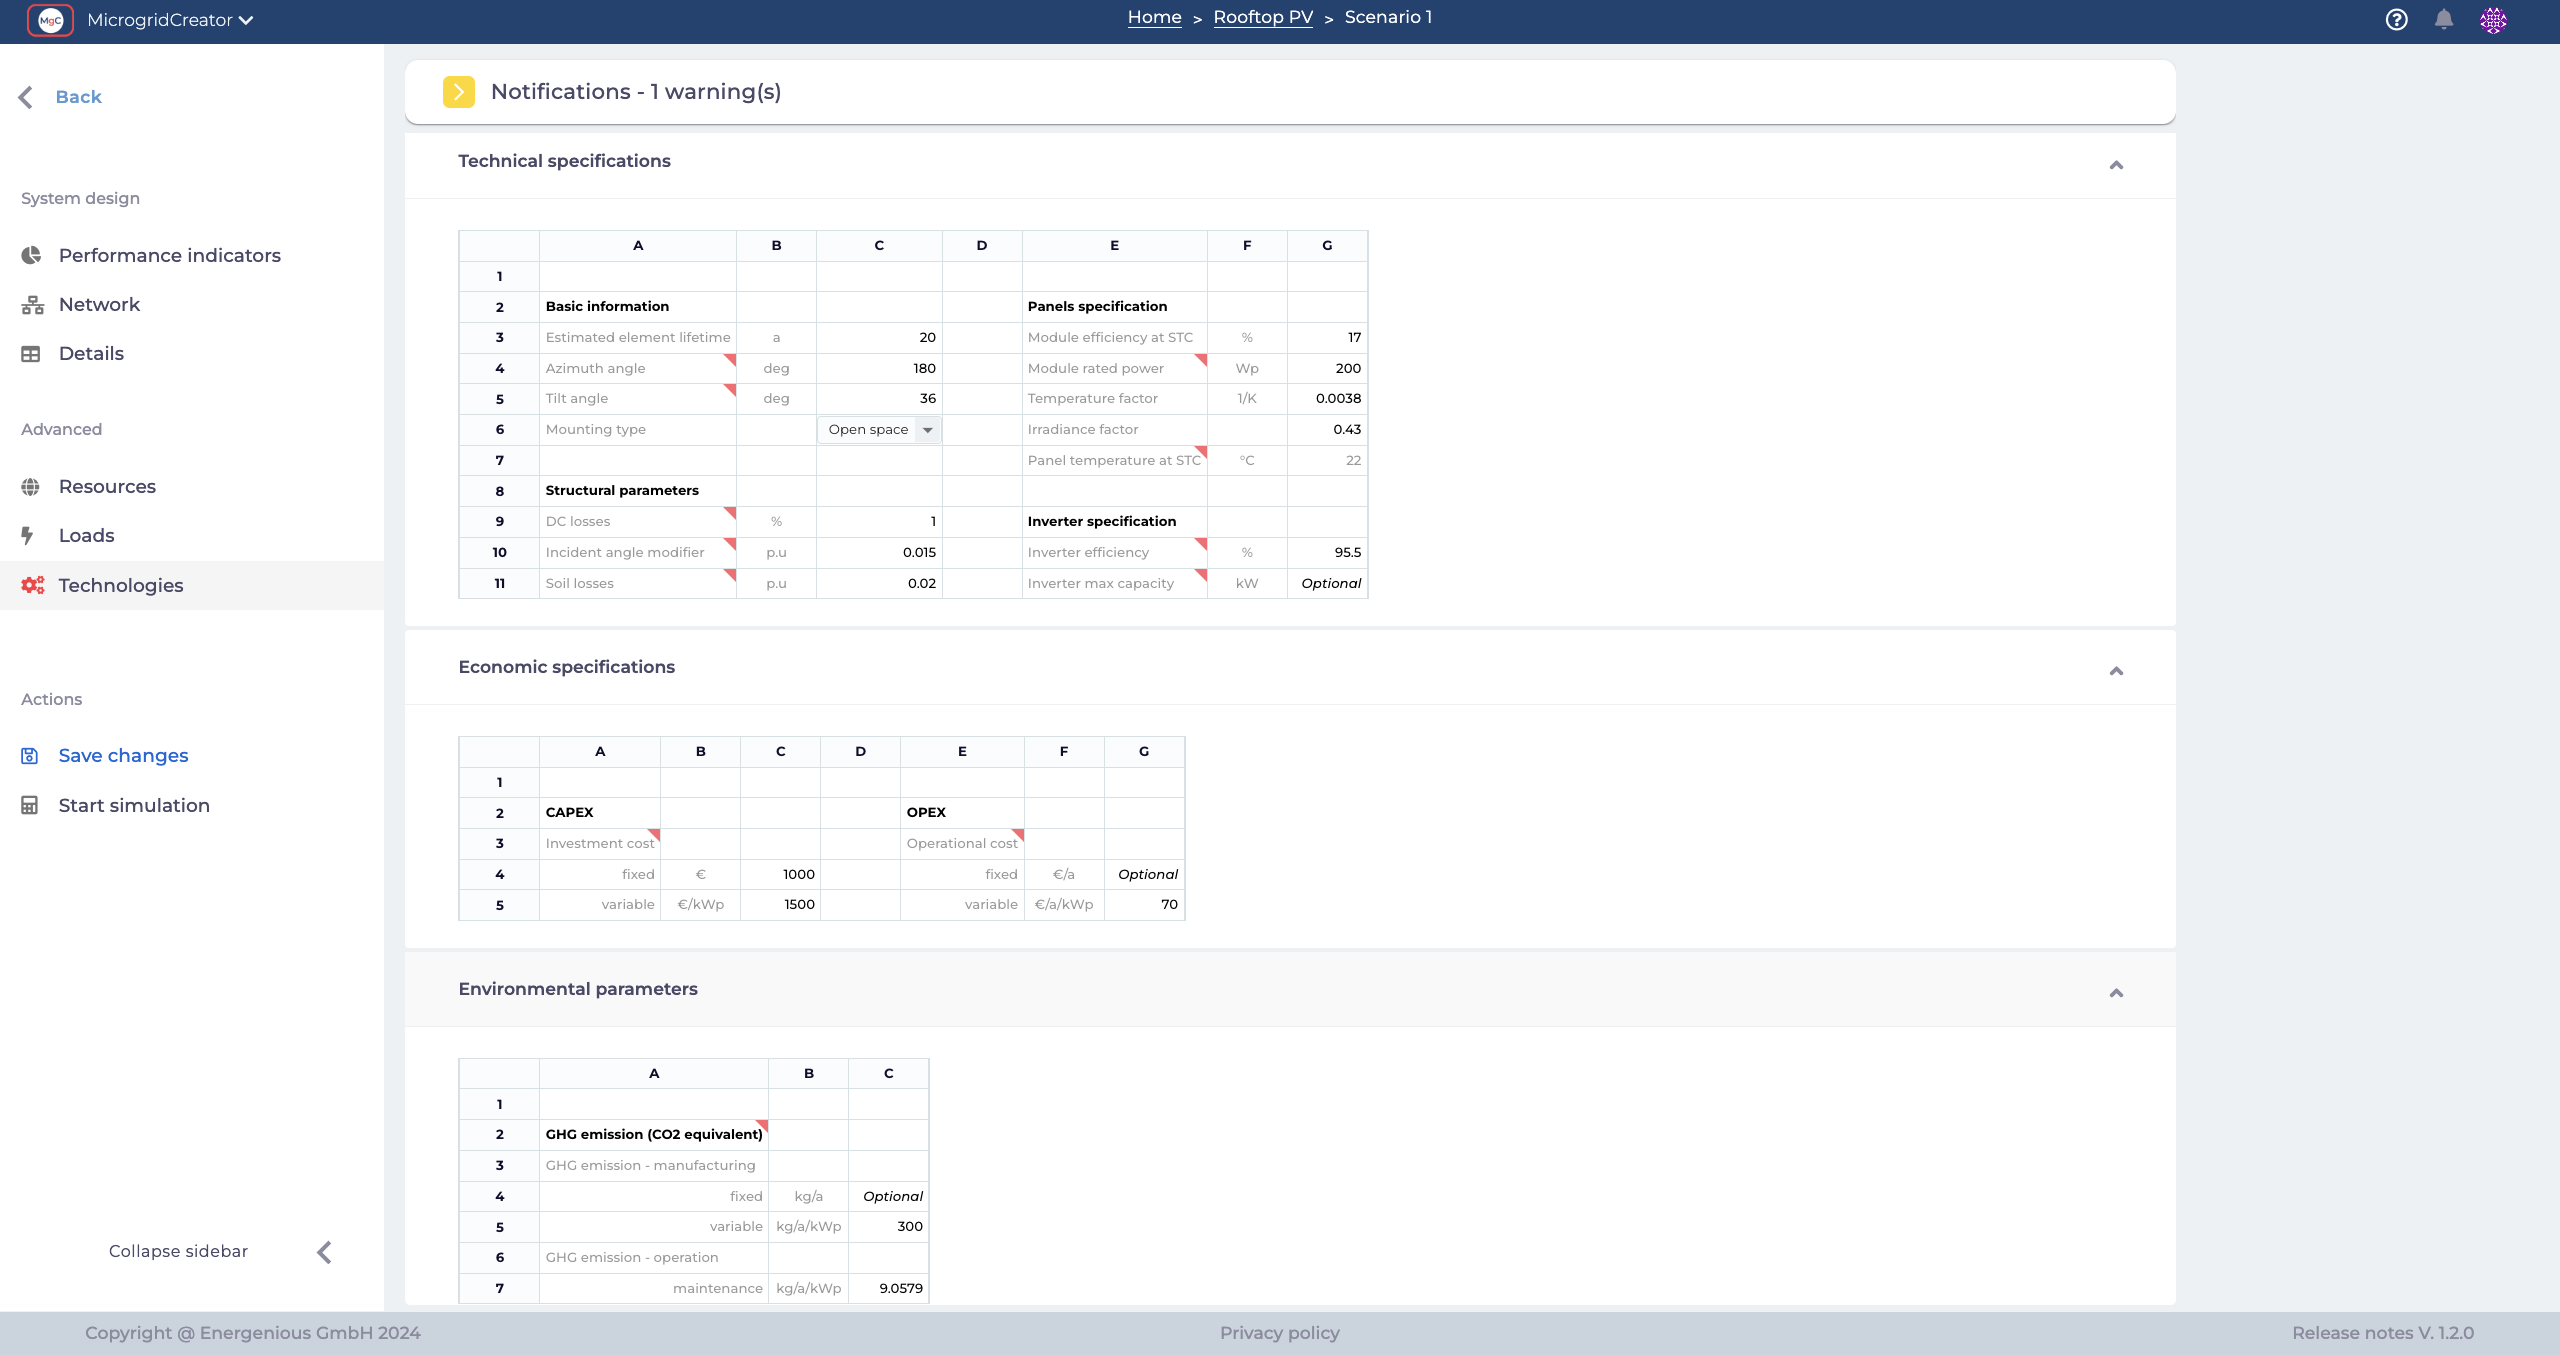 MgC MicrogridCreator
Home > Rooftop PV > Scenario 1
Back
System design
Performance indicators
Network
Details
Advanced
Resources
Loads
Technologies
Actions
Save changes
Start simulation
Collapse sidebar
Notifications - 1 warning(s)
Technical specifications
A B C D E F G
1
2 Basic information Panels specification
3 Estimated element lifetime a 20 Module efficiency at STC % 17
4 Azimuth angle deg 180 Module rated power Wp 200
5 Tilt angle deg 36 Temperature factor 1/K 0.0038
6 Mounting type Open space Irradiance factor 0.43
7 Panel temperature at STC °C 22
8 Structural parameters
9 DC losses % 1 Inverter specification
10 Incident angle modifier p.u 0.015 Inverter efficiency % 95.5
11 Soil losses p.u 0.02 Inverter max capacity kW Optional
Economic specifications
A B C D E F G
1
2 CAPEX OPEX
3 Investment cost Operational cost
4 fixed € 1000 fixed €/a Optional
5 variable €/kWp 1500 variable €/a/kWp 70
Environmental parameters
A B C
1
2 GHG emission (CO2 equivalent)
3 GHG emission - manufacturing
4 fixed kg/a Optional
5 variable kg/a/kWp 300
6 GHG emission - operation
7 maintenance kg/a/kWp 9.0579
Copyright @ Energenious GmbH 2024 Privacy policy Release notes V. 1.2.0